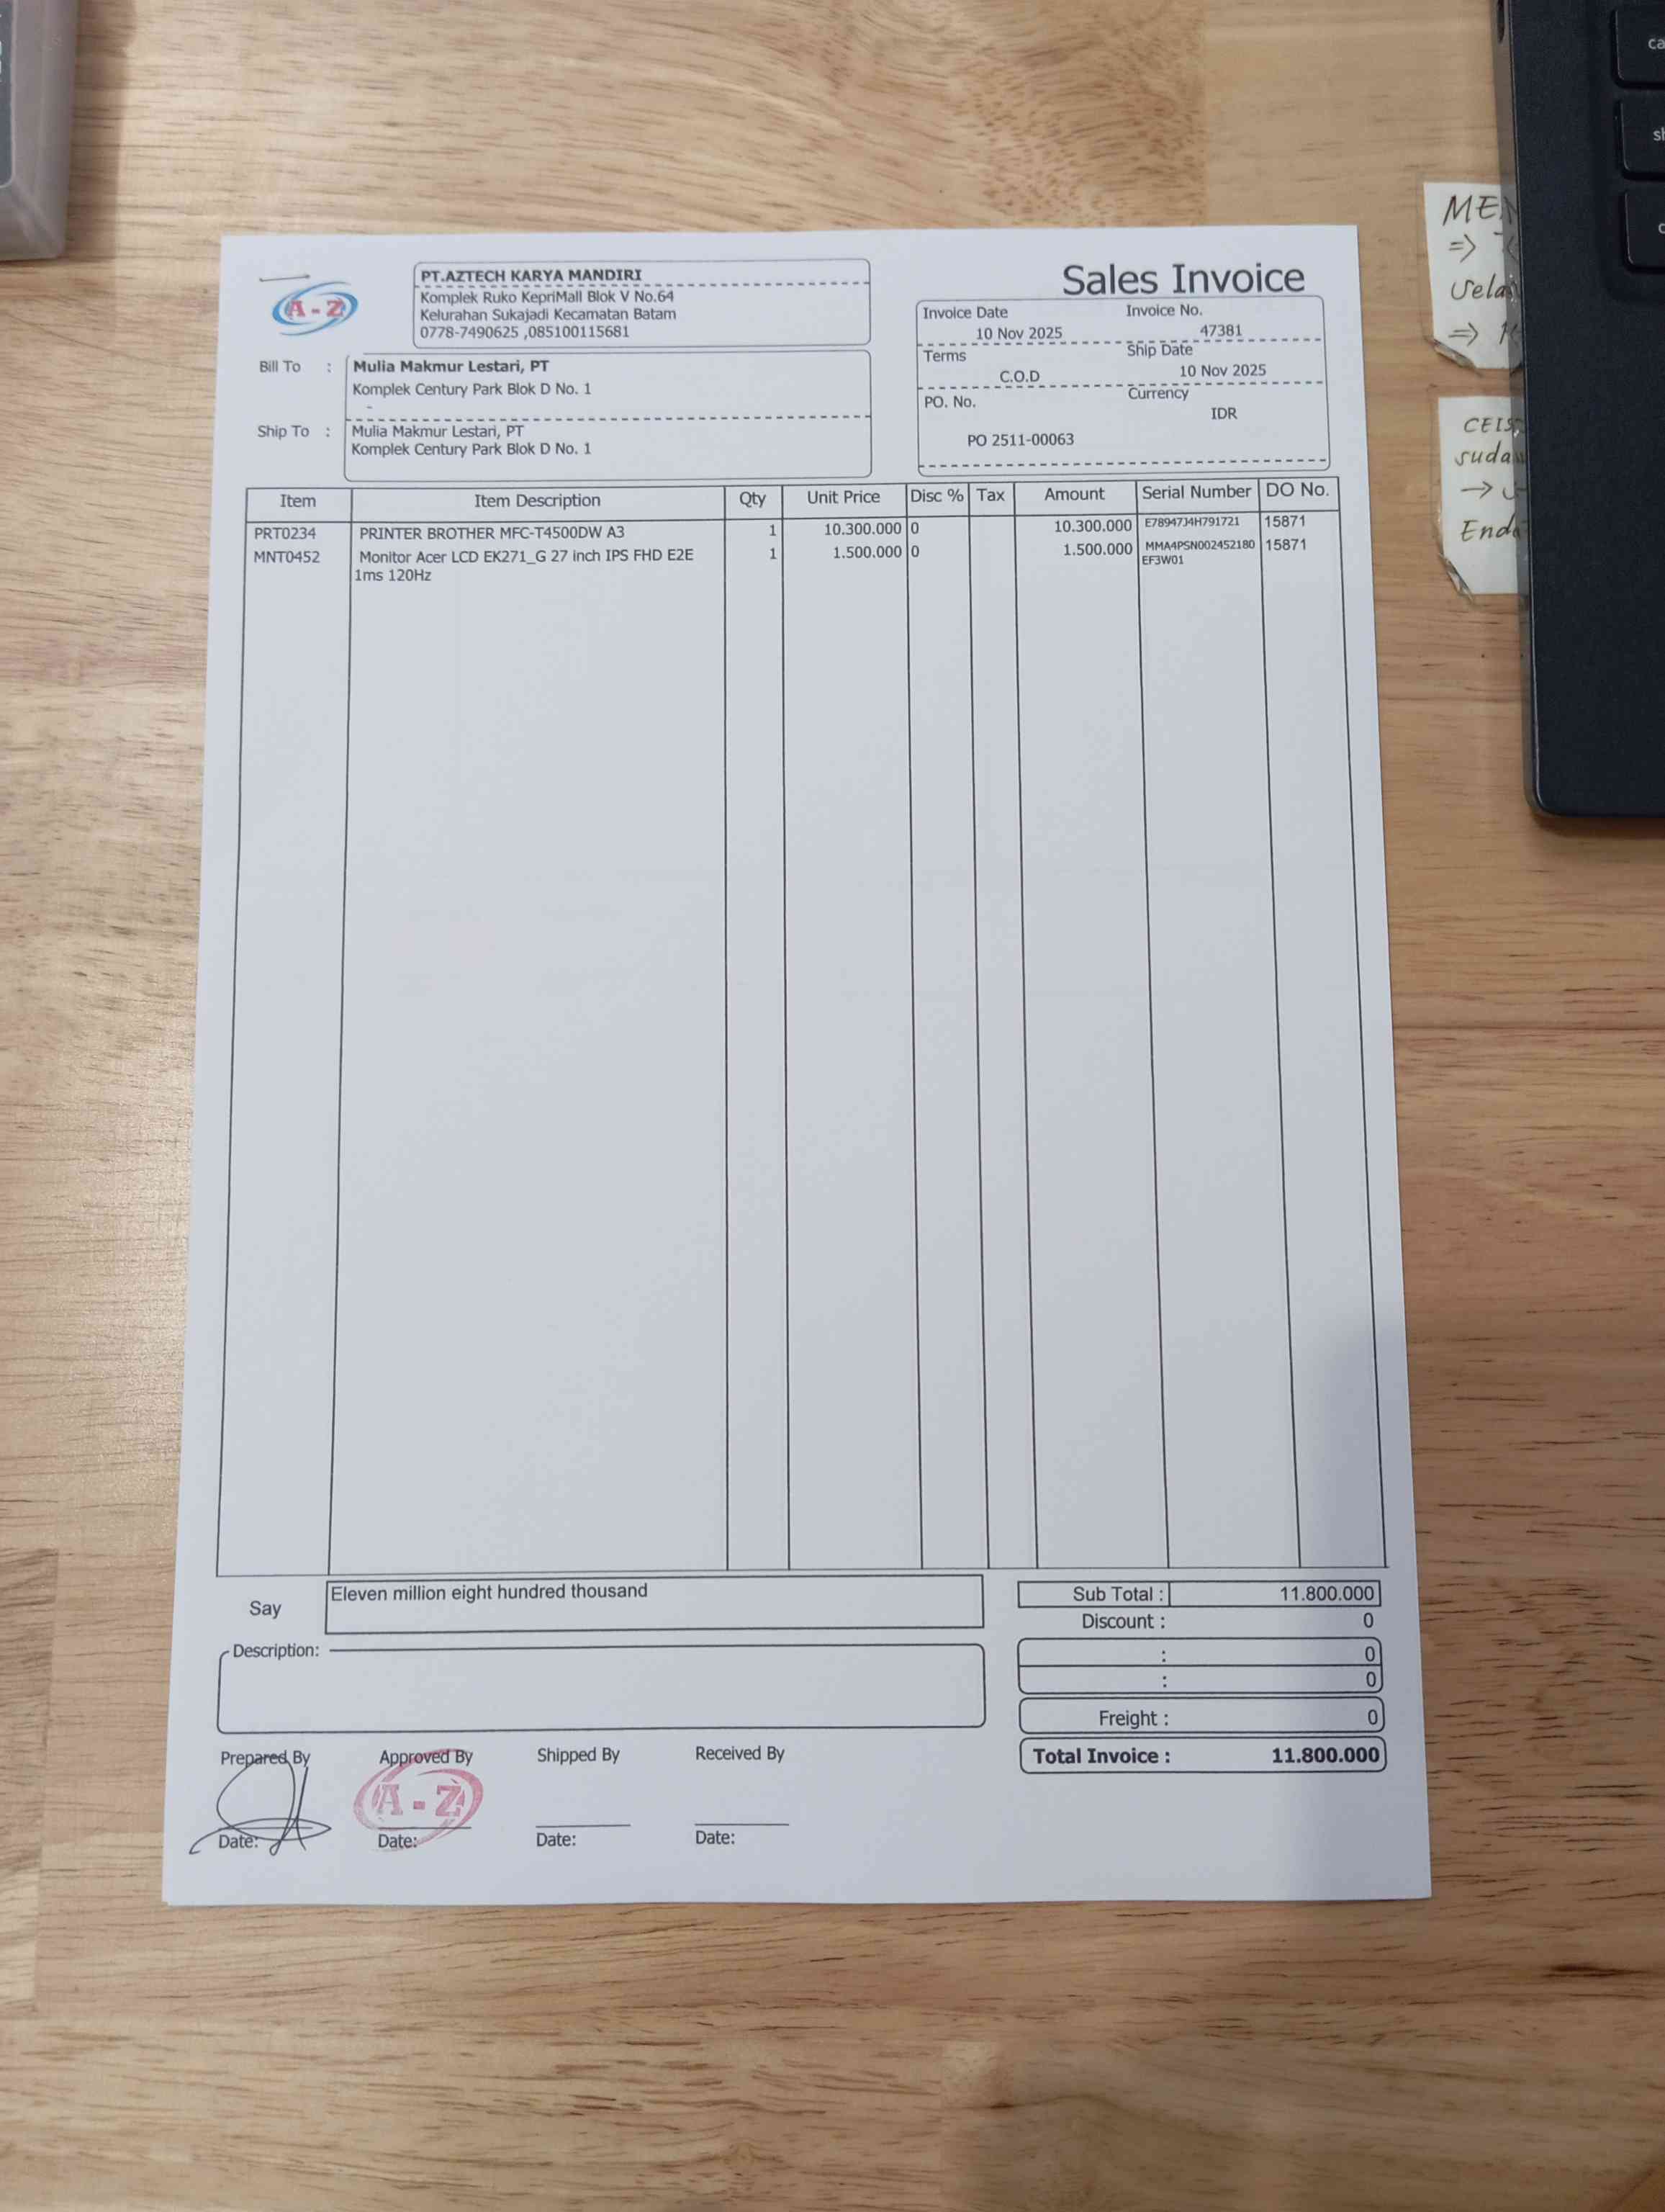 A - Z
PT.AZTECH KARYA MANDIRI
Komplek Ruko KepriMall Blok V No.64
Kelurahan Sukajadi Kecamatan Batam
0778-7490625 ,085100115681
Sales Invoice
Invoice Date Invoice No.
10 Nov 2025 47381
Terms Ship Date
C.O.D 10 Nov 2025
PO. No. Currency
IDR
PO 2511-00063
Bill To : Mulia Makmur Lestari, PT
Komplek Century Park Blok D No. 1
-
Ship To : Mulia Makmur Lestari, PT
Komplek Century Park Blok D No. 1
Item Item Description Qty Unit Price Disc % Tax Amount Serial Number DO No.
PRT0234 PRINTER BROTHER MFC-T4500DW A3 1 10.300.000 0 10.300.000 E78947J4H791721 15871
MNT0452 Monitor Acer LCD EK271_G 27 inch IPS FHD E2E 1 1.500.000 0 1.500.000 MMA4PSN002452180 15871
1ms 120Hz EF3W01
Say Eleven million eight hundred thousand
Sub Total : 11.800.000
Discount : 0
: 0
: 0
Freight : 0
Total Invoice : 11.800.000
Description:
Prepared By Approved By Shipped By Received By
A - Z
Date: Date: Date: Date:
suda